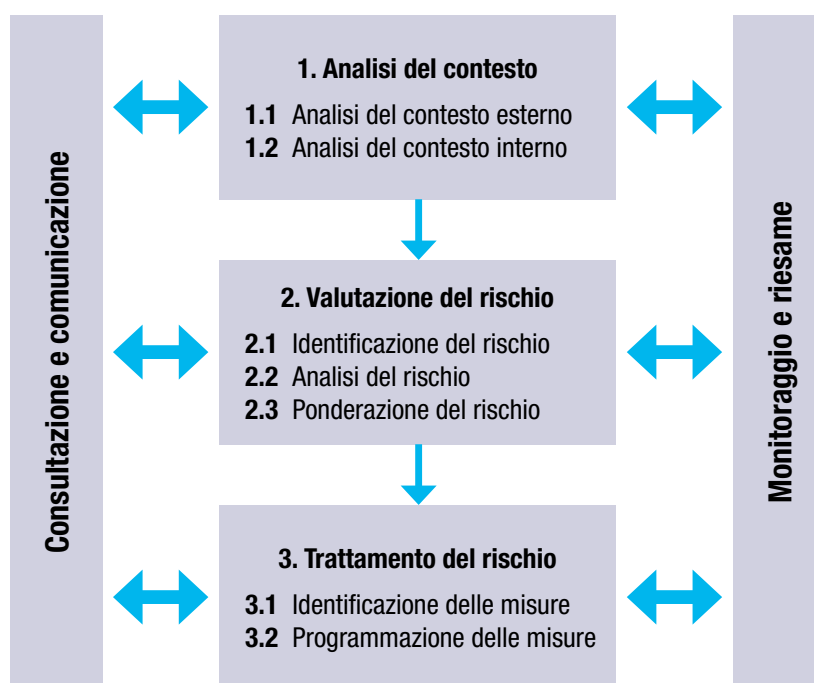 Consultazione e comunicazione
1. Analisi del contesto
1.1 Analisi del contesto esterno
1.2 Analisi del contesto interno
2. Valutazione del rischio
2.1 Identificazione del rischio
2.2 Analisi del rischio
2.3 Ponderazione del rischio
3. Trattamento del rischio
3.1 Identificazione delle misure
3.2 Programmazione delle misure
Monitoraggio e riesame